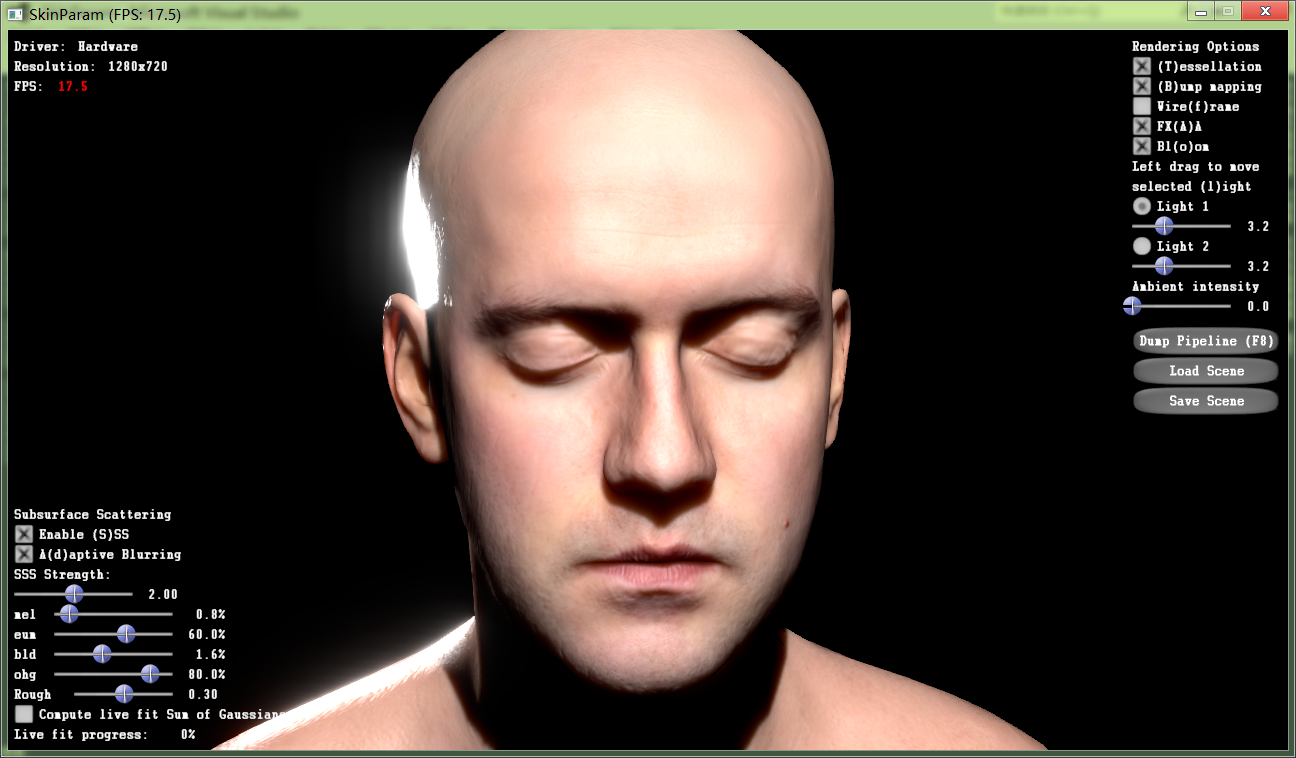 SkinParam (FPS: 17.5)
Driver: Hardware
Resolution: 1280x720
FPS: 17.5
Rendering Options
(T)essellation
(B)ump mapping
Wire(f)rame
FX(A)A
Bl(o)om
Left drag to move
selected (l)ight
Light 1
3.2
Light 2
3.2
Ambient intensity
0.0
Dump Pipeline (F8)
Load Scene
Save Scene
Subsurface Scattering
Enable (S)SS
A(d)aptive Blurring
SSS Strength:
2.00
mel 0.8%
eum 60.0%
bld 1.6%
ohg 80.0%
Rough 0.30
Compute live fit Sum of Gaussians
Live fit progress: 0%